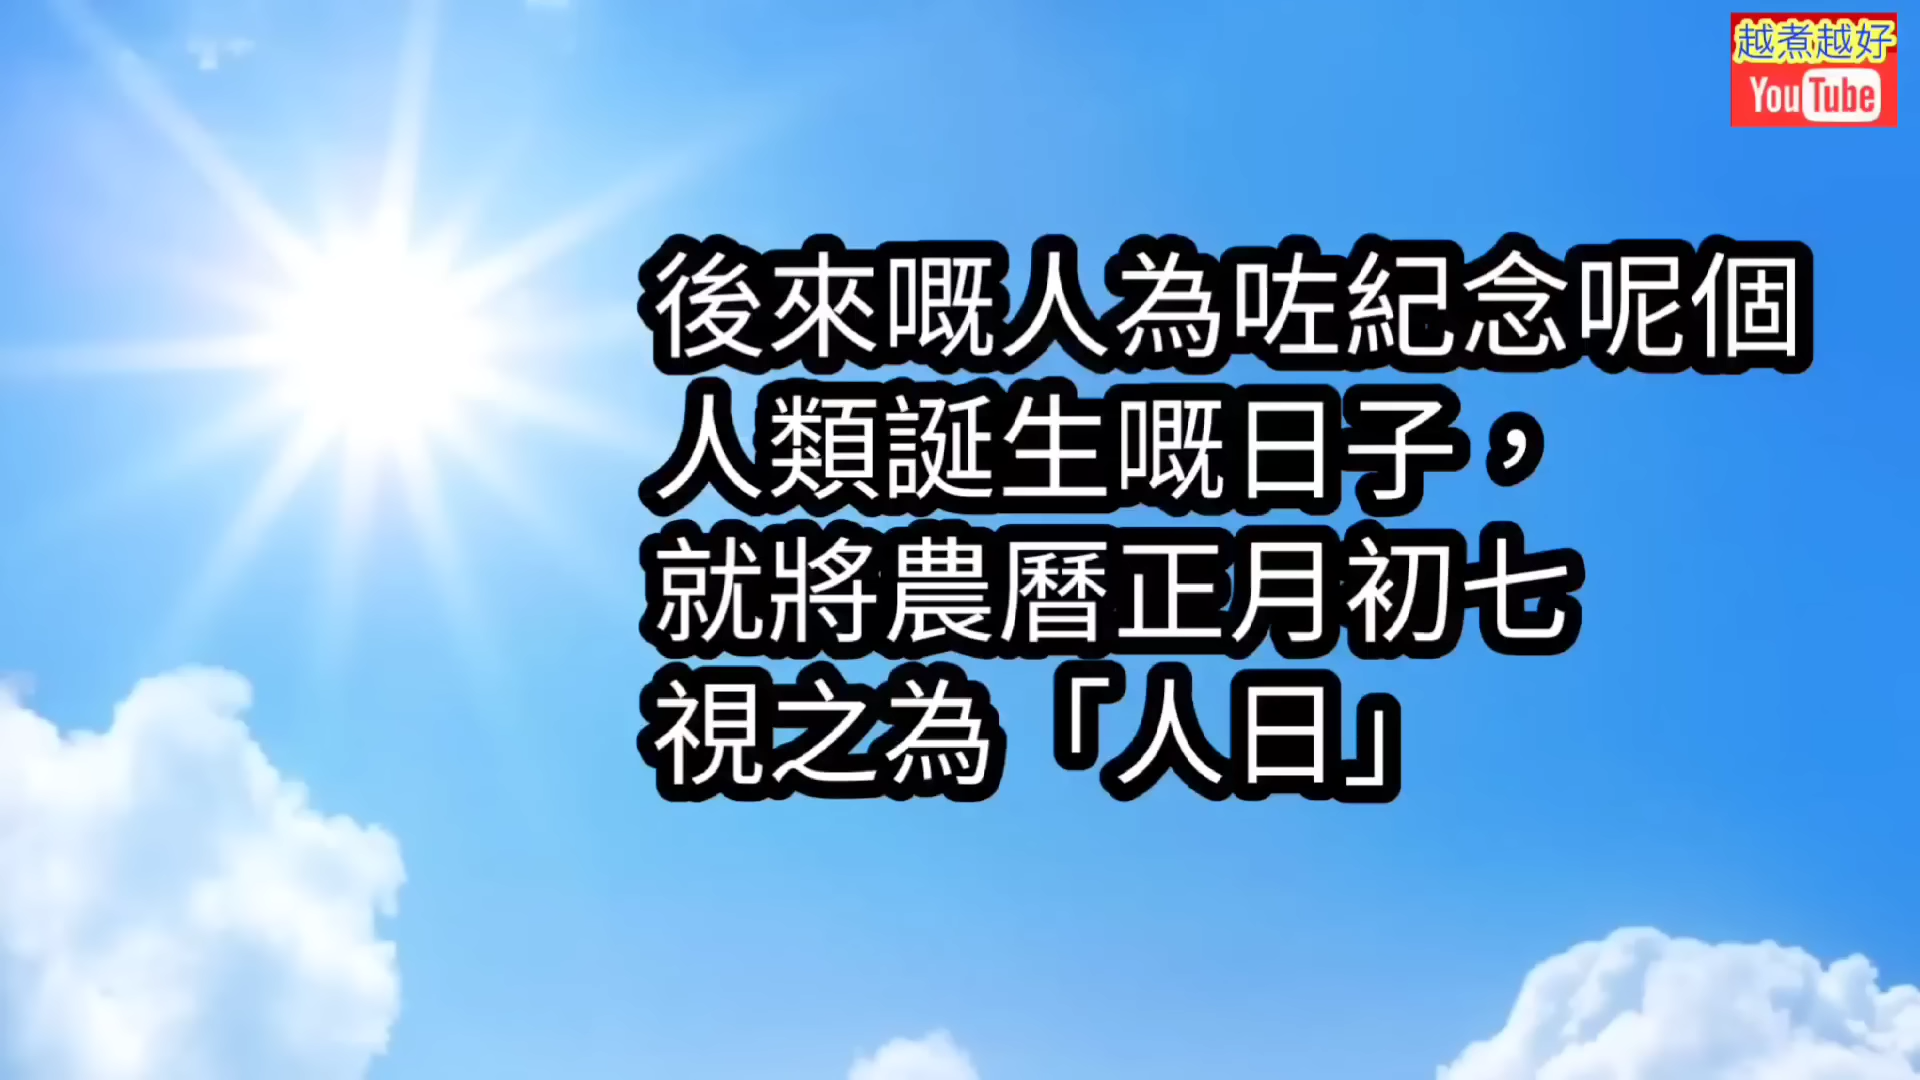 越煮越好
YouTube
後來嘅人為咗紀念呢個
人類誕生嘅日子，
就將農曆正月初七
視之為「人日」